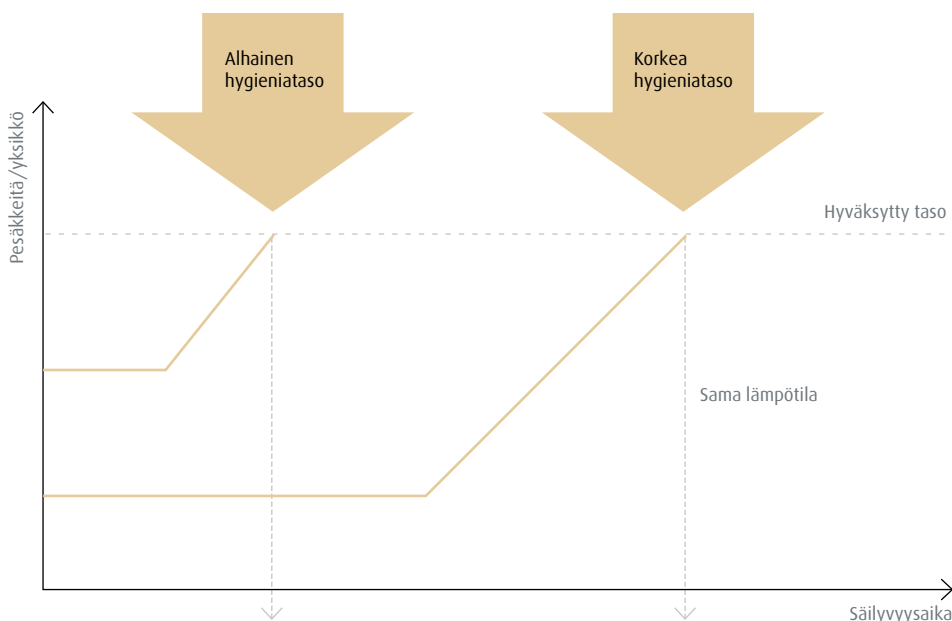 Alhainen
hygieniataso
Korkea
hygieniataso
Pesäkkeitä/yksikkö
Hyväksytty taso
Sama lämpötila
Säilyvyysaika